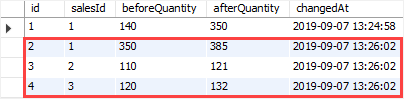 id salesId beforeQuantity afterQuantity changedAt
1 1 140 350 2019-09-07 13:24:58
2 1 350 385 2019-09-07 13:26:02
3 2 110 121 2019-09-07 13:26:02
4 3 120 132 2019-09-07 13:26:02